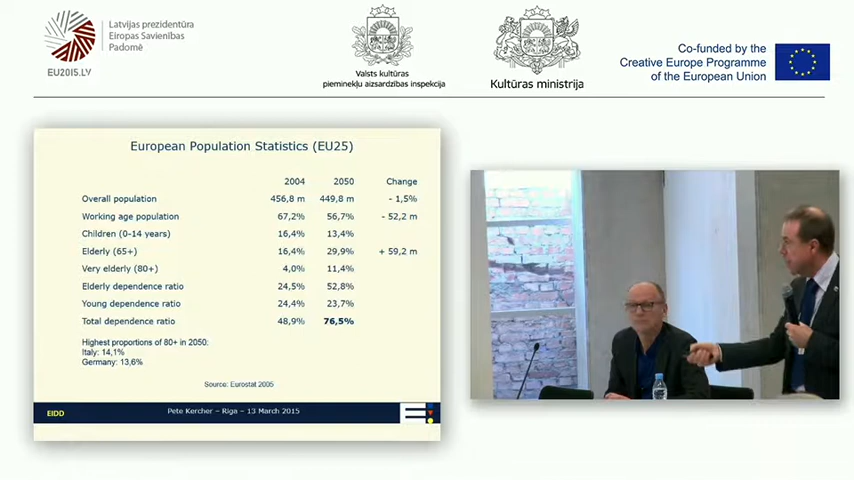 Latvijas prezidentūra
Eiropas Savienības
Padomē
EU2015.LV
Valsts kultūras
pieminekļu aizsardzības inspekcija
Kultūras ministrija
Co-funded by the
Creative Europe Programme
of the European Union
European Population Statistics (EU25)
2004 2050 Change
Overall population 456,8 m 449,8 m - 1,5%
Working age population 67,2% 56,7% - 52,2 m
Children (0-14 years) 16,4% 13,4%
Elderly (65+) 16,4% 29,9% + 59,2 m
Very elderly (80+) 4,0% 11,4%
Elderly dependence ratio 24,5% 52,8%
Young dependence ratio 24,4% 23,7%
Total dependence ratio 48,9% 76,5%
Highest proportions of 80+ in 2050:
Italy: 14,1%
Germany: 13,6%
Source: Eurostat 2005
EIDD Pete Kercher – Riga – 13 March 2015